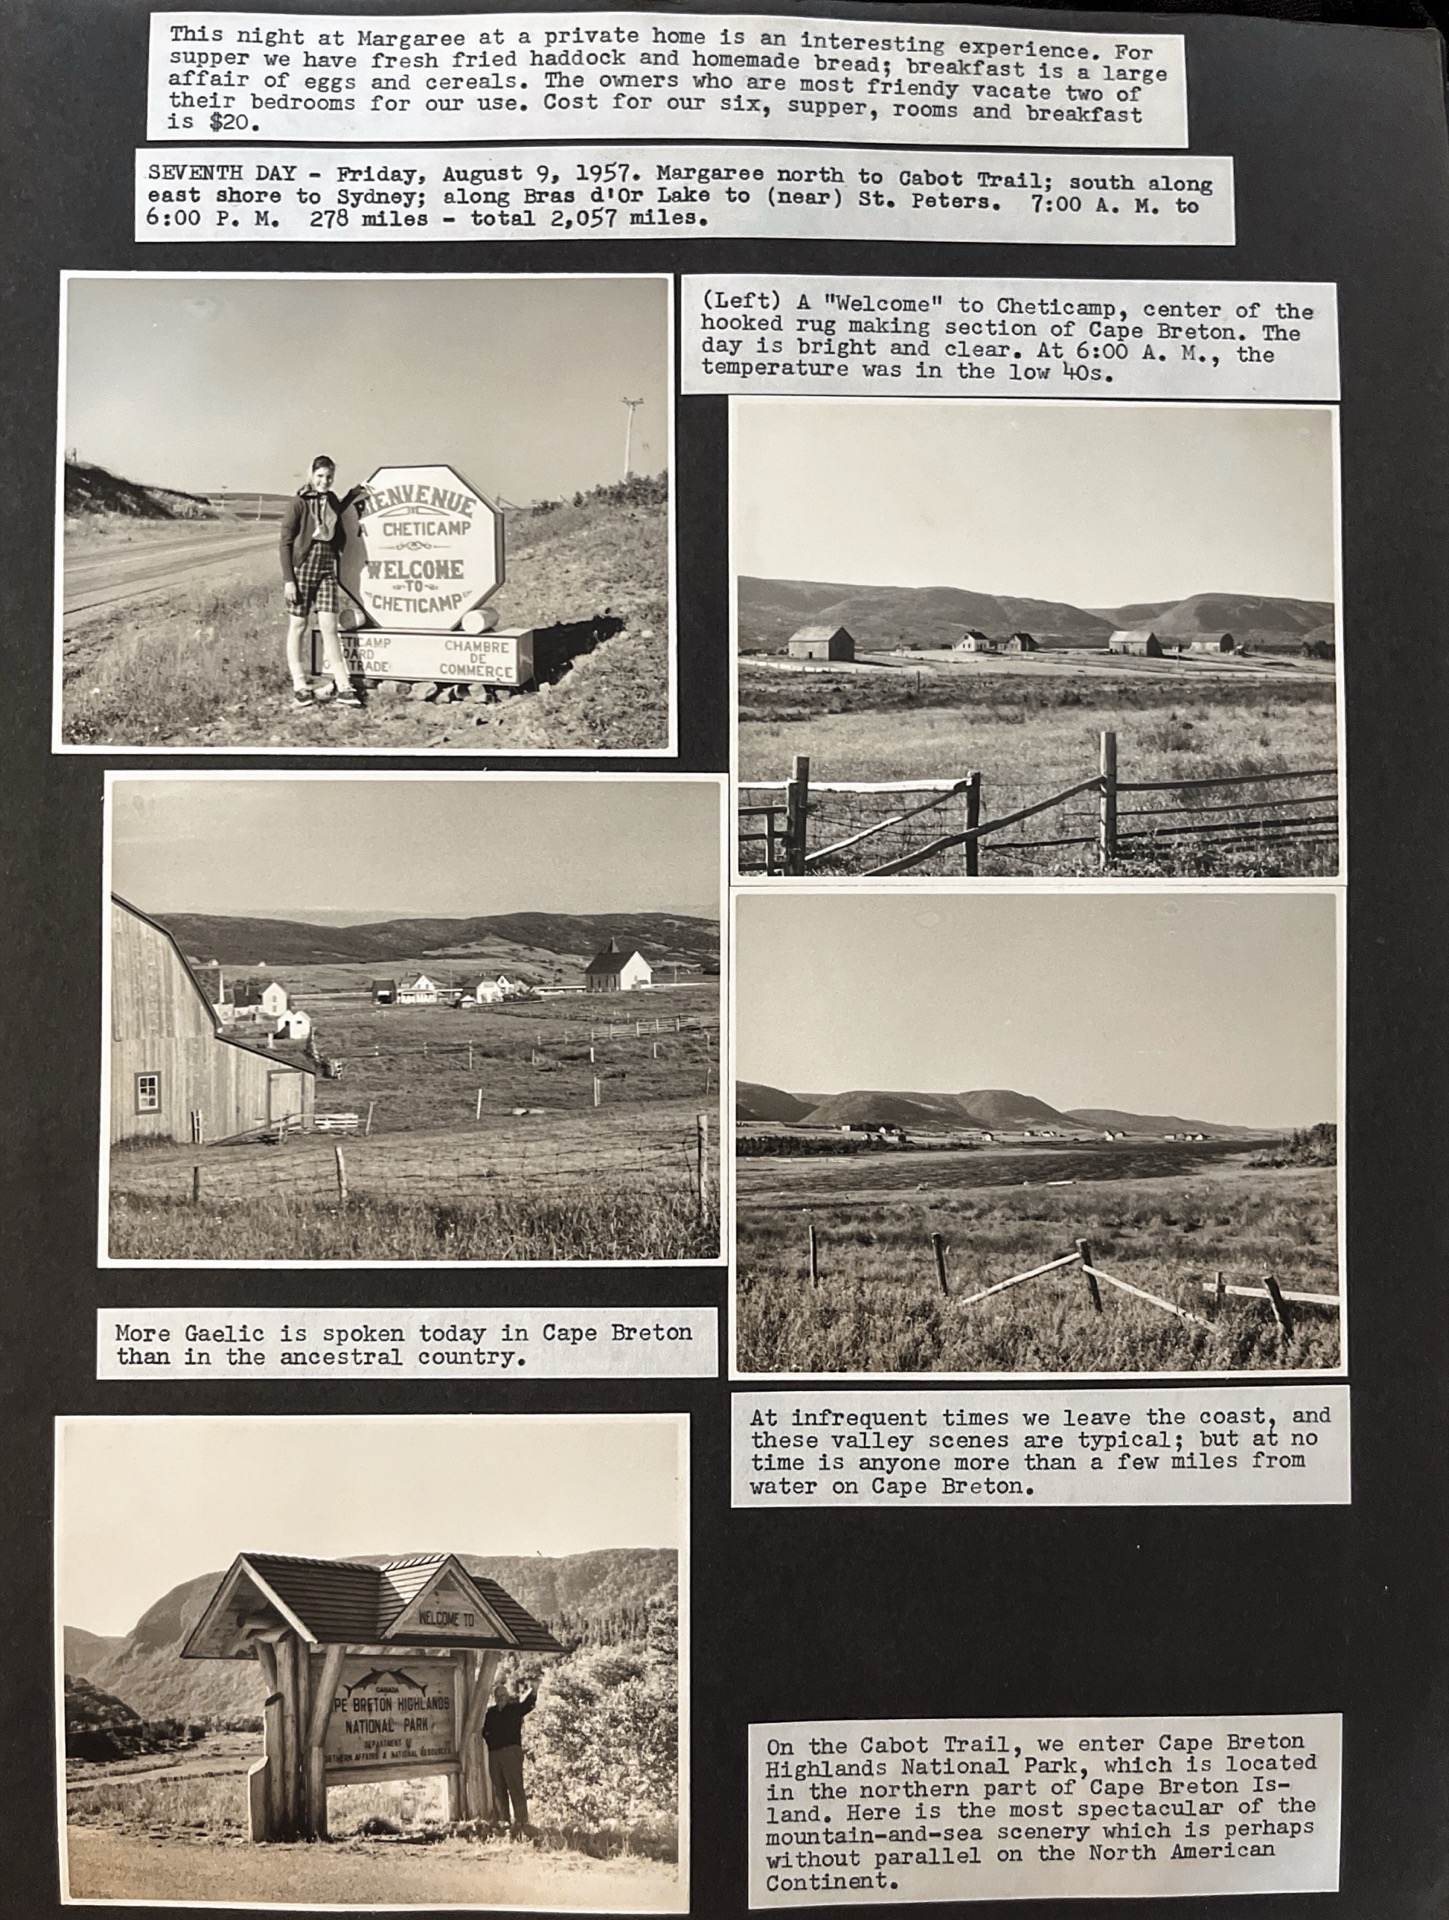 This night at Margaree at a private home is an interesting experience. For
supper we have fresh fried haddock and homemade bread; breakfast is a large
affair of eggs and cereals. The owners who are most friendy vacate two of
their bedrooms for our use. Cost for our six, supper, rooms and breakfast
is $20.
SEVENTH DAY - Friday, August 9, 1957. Margaree north to Cabot Trail; south along
east shore to Sydney; along Bras d'Or Lake to (near) St. Peters. 7:00 A. M. to
6:00 P. M. 278 miles - total 2,057 miles.
(Left) A "Welcome" to Cheticamp, center of the
hooked rug making section of Cape Breton. The
day is bright and clear. At 6:00 A. M., the
temperature was in the low 40s.
BIENVENUE
A CHETICAMP
WELCOME
-TO-
CHETICAMP
TICAMP
OARD
TRADE
CHAMBRE
DE
COMMERCE
More Gaelic is spoken today in Cape Breton
than in the ancestral country.
At infrequent times we leave the coast, and
these valley scenes are typical; but at no
time is anyone more than a few miles from
water on Cape Breton.
WELCOME TO
CANADA
PE BRETON HIGHLANDS
NATIONAL PARK
DEPARTMENT OF
RTHERN AFFAIRS & NATIONAL RESOURCES
On the Cabot Trail, we enter Cape Breton
Highlands National Park, which is located
in the northern part of Cape Breton Is-
land. Here is the most spectacular of the
mountain-and-sea scenery which is perhaps
without parallel on the North American
Continent.